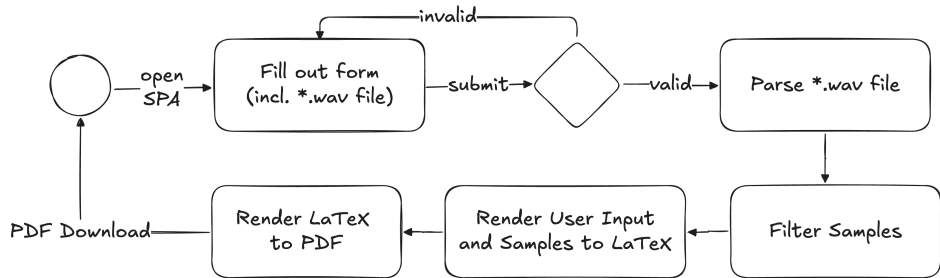 invalid
open
SPA
Fill out form
(incl. *.wav file)
submit
valid
Parse *.wav file
PDF Download
Render LaTeX
to PDF
Render User Input
and Samples to LaTeX
Filter Samples